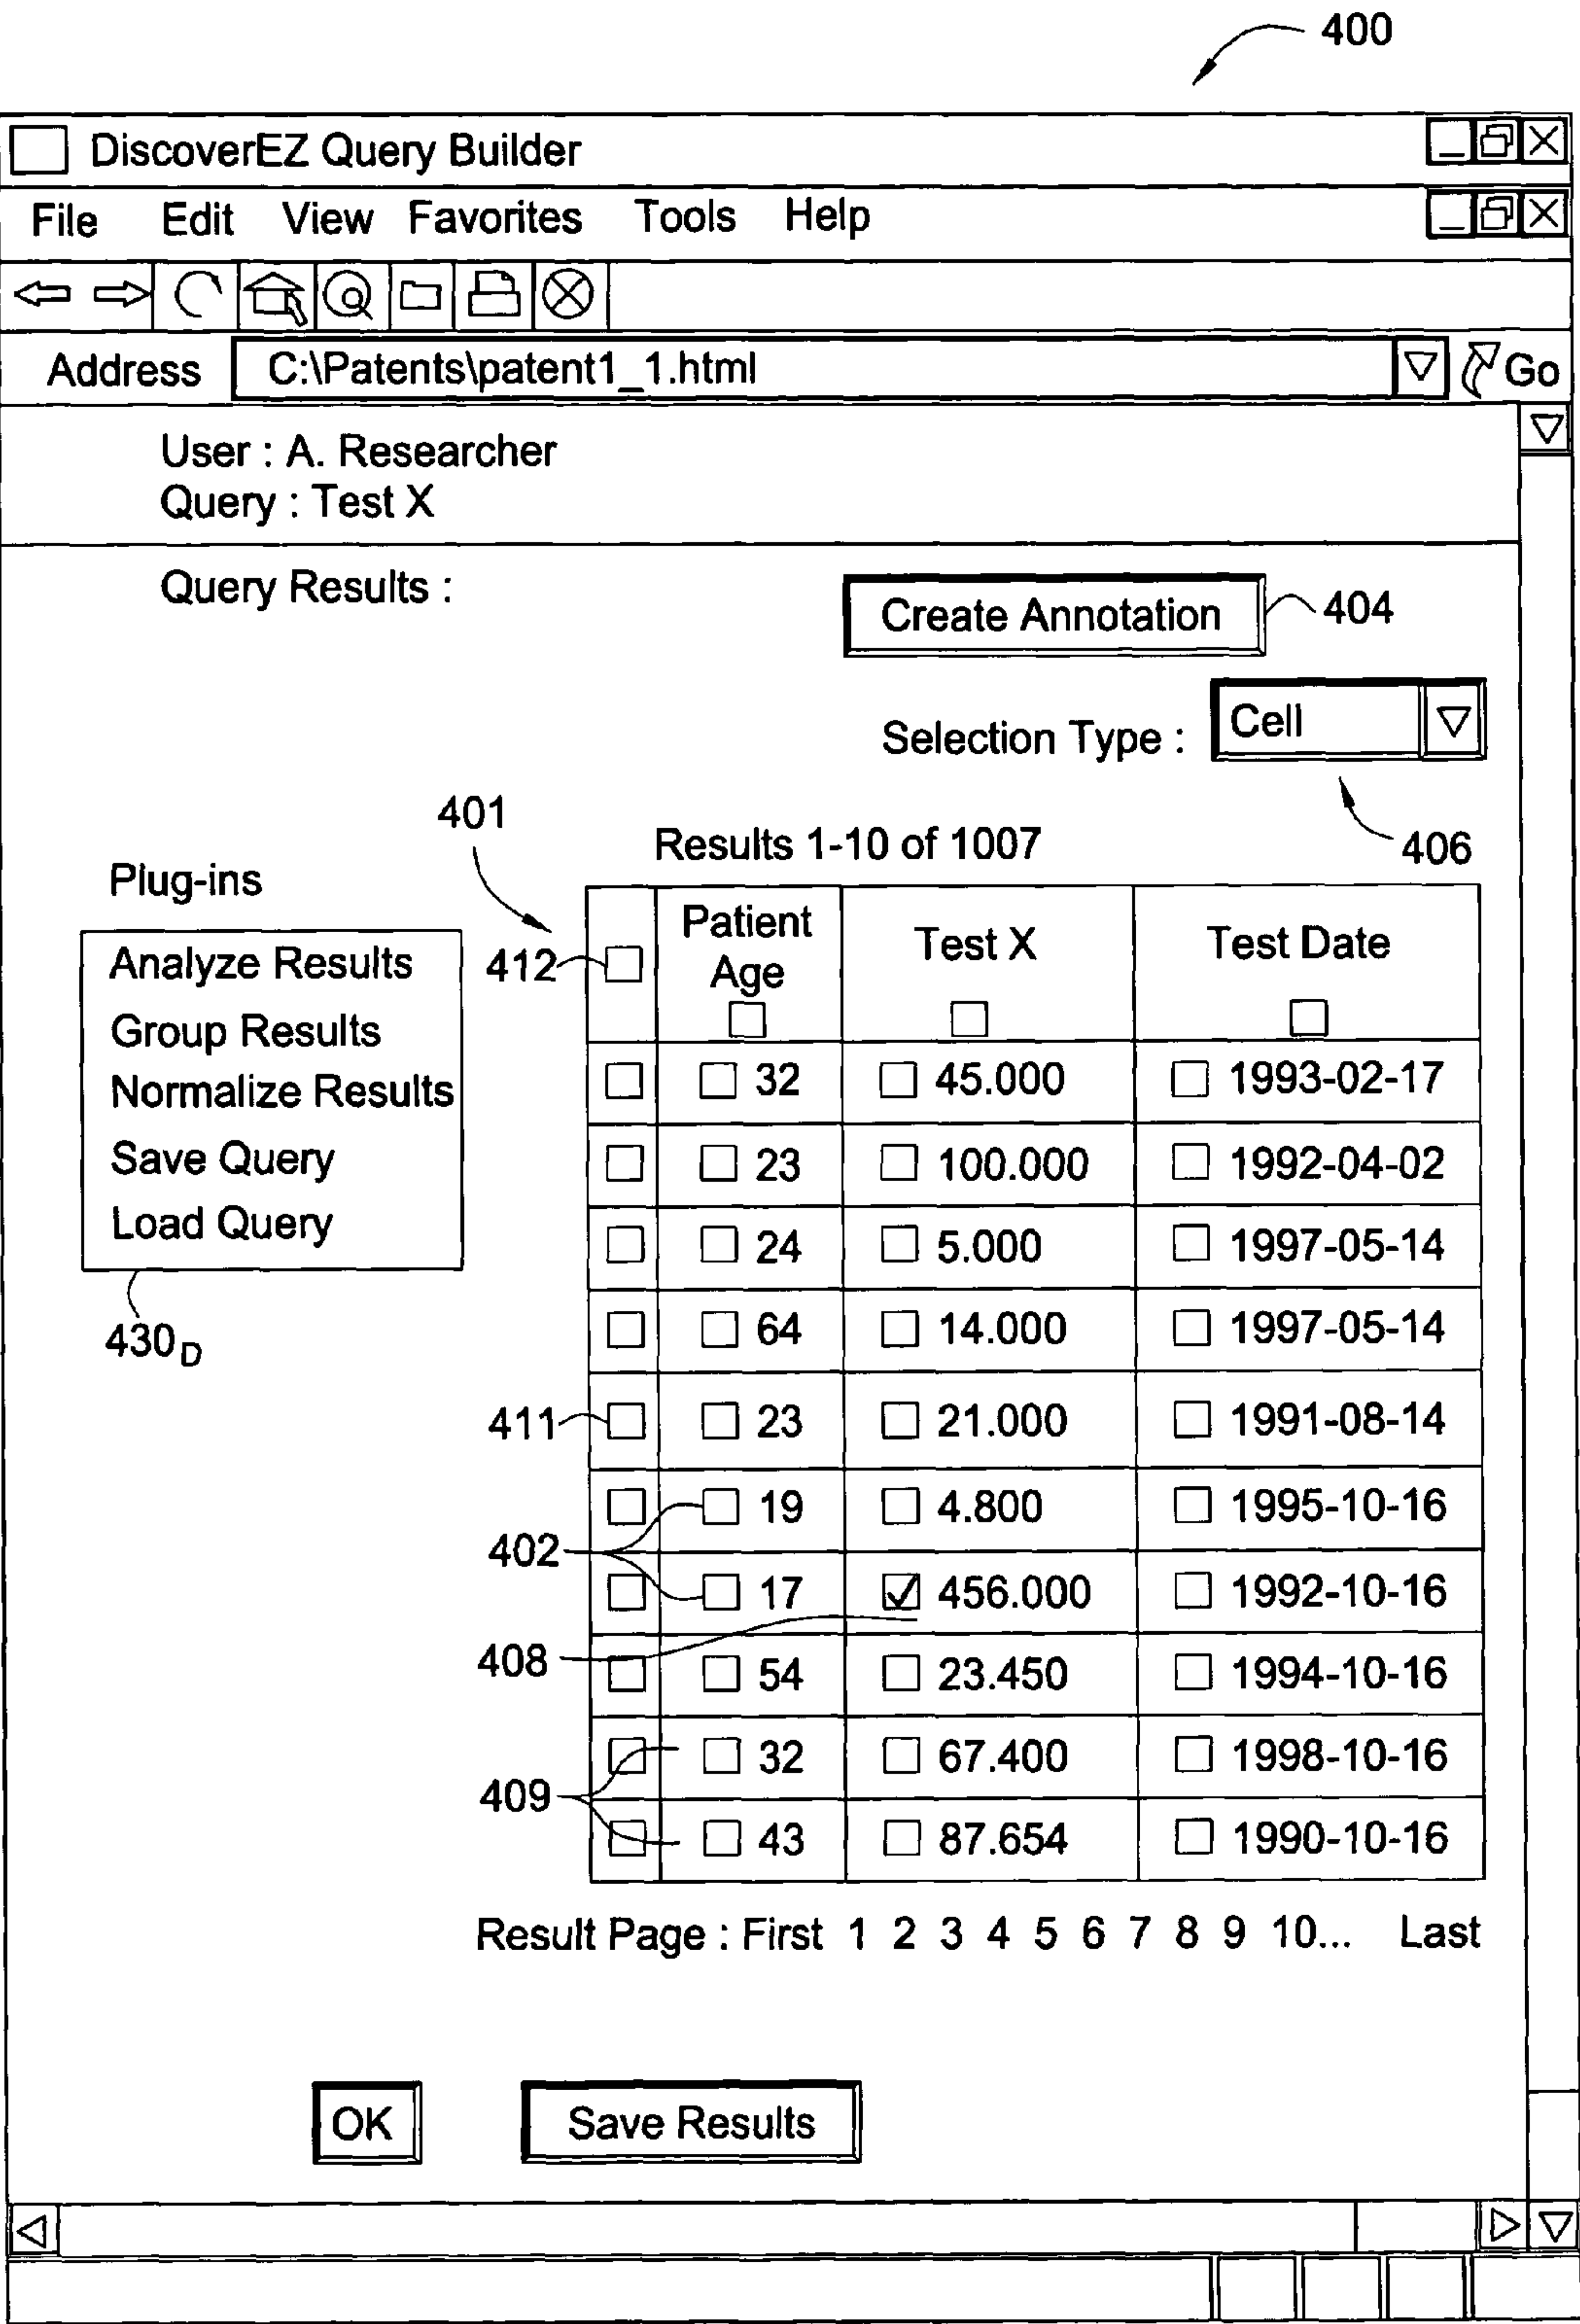 400
DiscoverEZ Query Builder
File Edit View Favorites Tools Help
Address C:\Patents\patent1_1.html Go
User : A. Researcher
Query : Test X
Query Results :
Create Annotation 404
Selection Type : Cell
406
401
Results 1-10 of 1007
Plug-ins
Analyze Results
Group Results
Normalize Results
Save Query
Load Query
430D
412
Patient Age Test X Test Date
32 45.000 1993-02-17
23 100.000 1992-04-02
24 5.000 1997-05-14
64 14.000 1997-05-14
411 23 21.000 1991-08-14
19 4.800 1995-10-16
402
17 456.000 1992-10-16
408
54 23.450 1994-10-16
32 67.400 1998-10-16
409
43 87.654 1990-10-16
Result Page : First 1 2 3 4 5 6 7 8 9 10... Last
OK Save Results